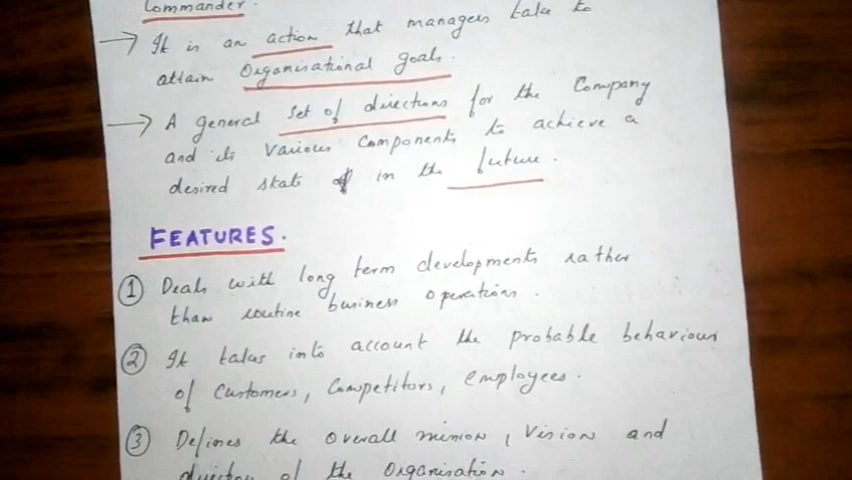 Commander.
→ It is an action that managers take to
attain Organisational goals.
→ A general set of directions for the Company
and its various Components to achieve a
desired state in the future.
FEATURES.
① Deals with long term developments rather
than routine business operations.
② It takes into account the probable behaviour
of Customers, Competitors, employees.
③ Defines the overall mission, Vision and
direction of the Organisation.